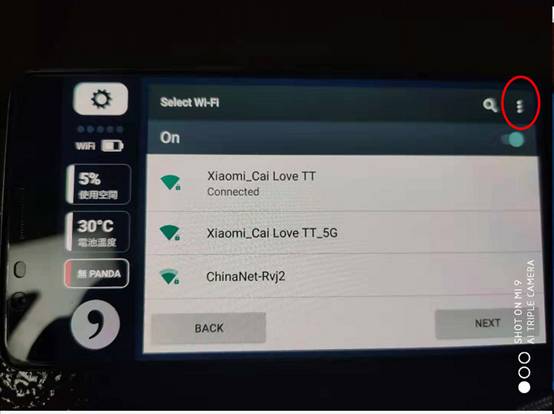 Select Wi-Fi
On
WiFi
5%
使用空間
30°C
電池溫度
無 PANDA
Xiaomi_Cai Love TT
Connected
Xiaomi_Cai Love TT_5G
ChinaNet-Rvj2
BACK
NEXT
SHOT ON MI 9
AI TRIPLE CAMERA